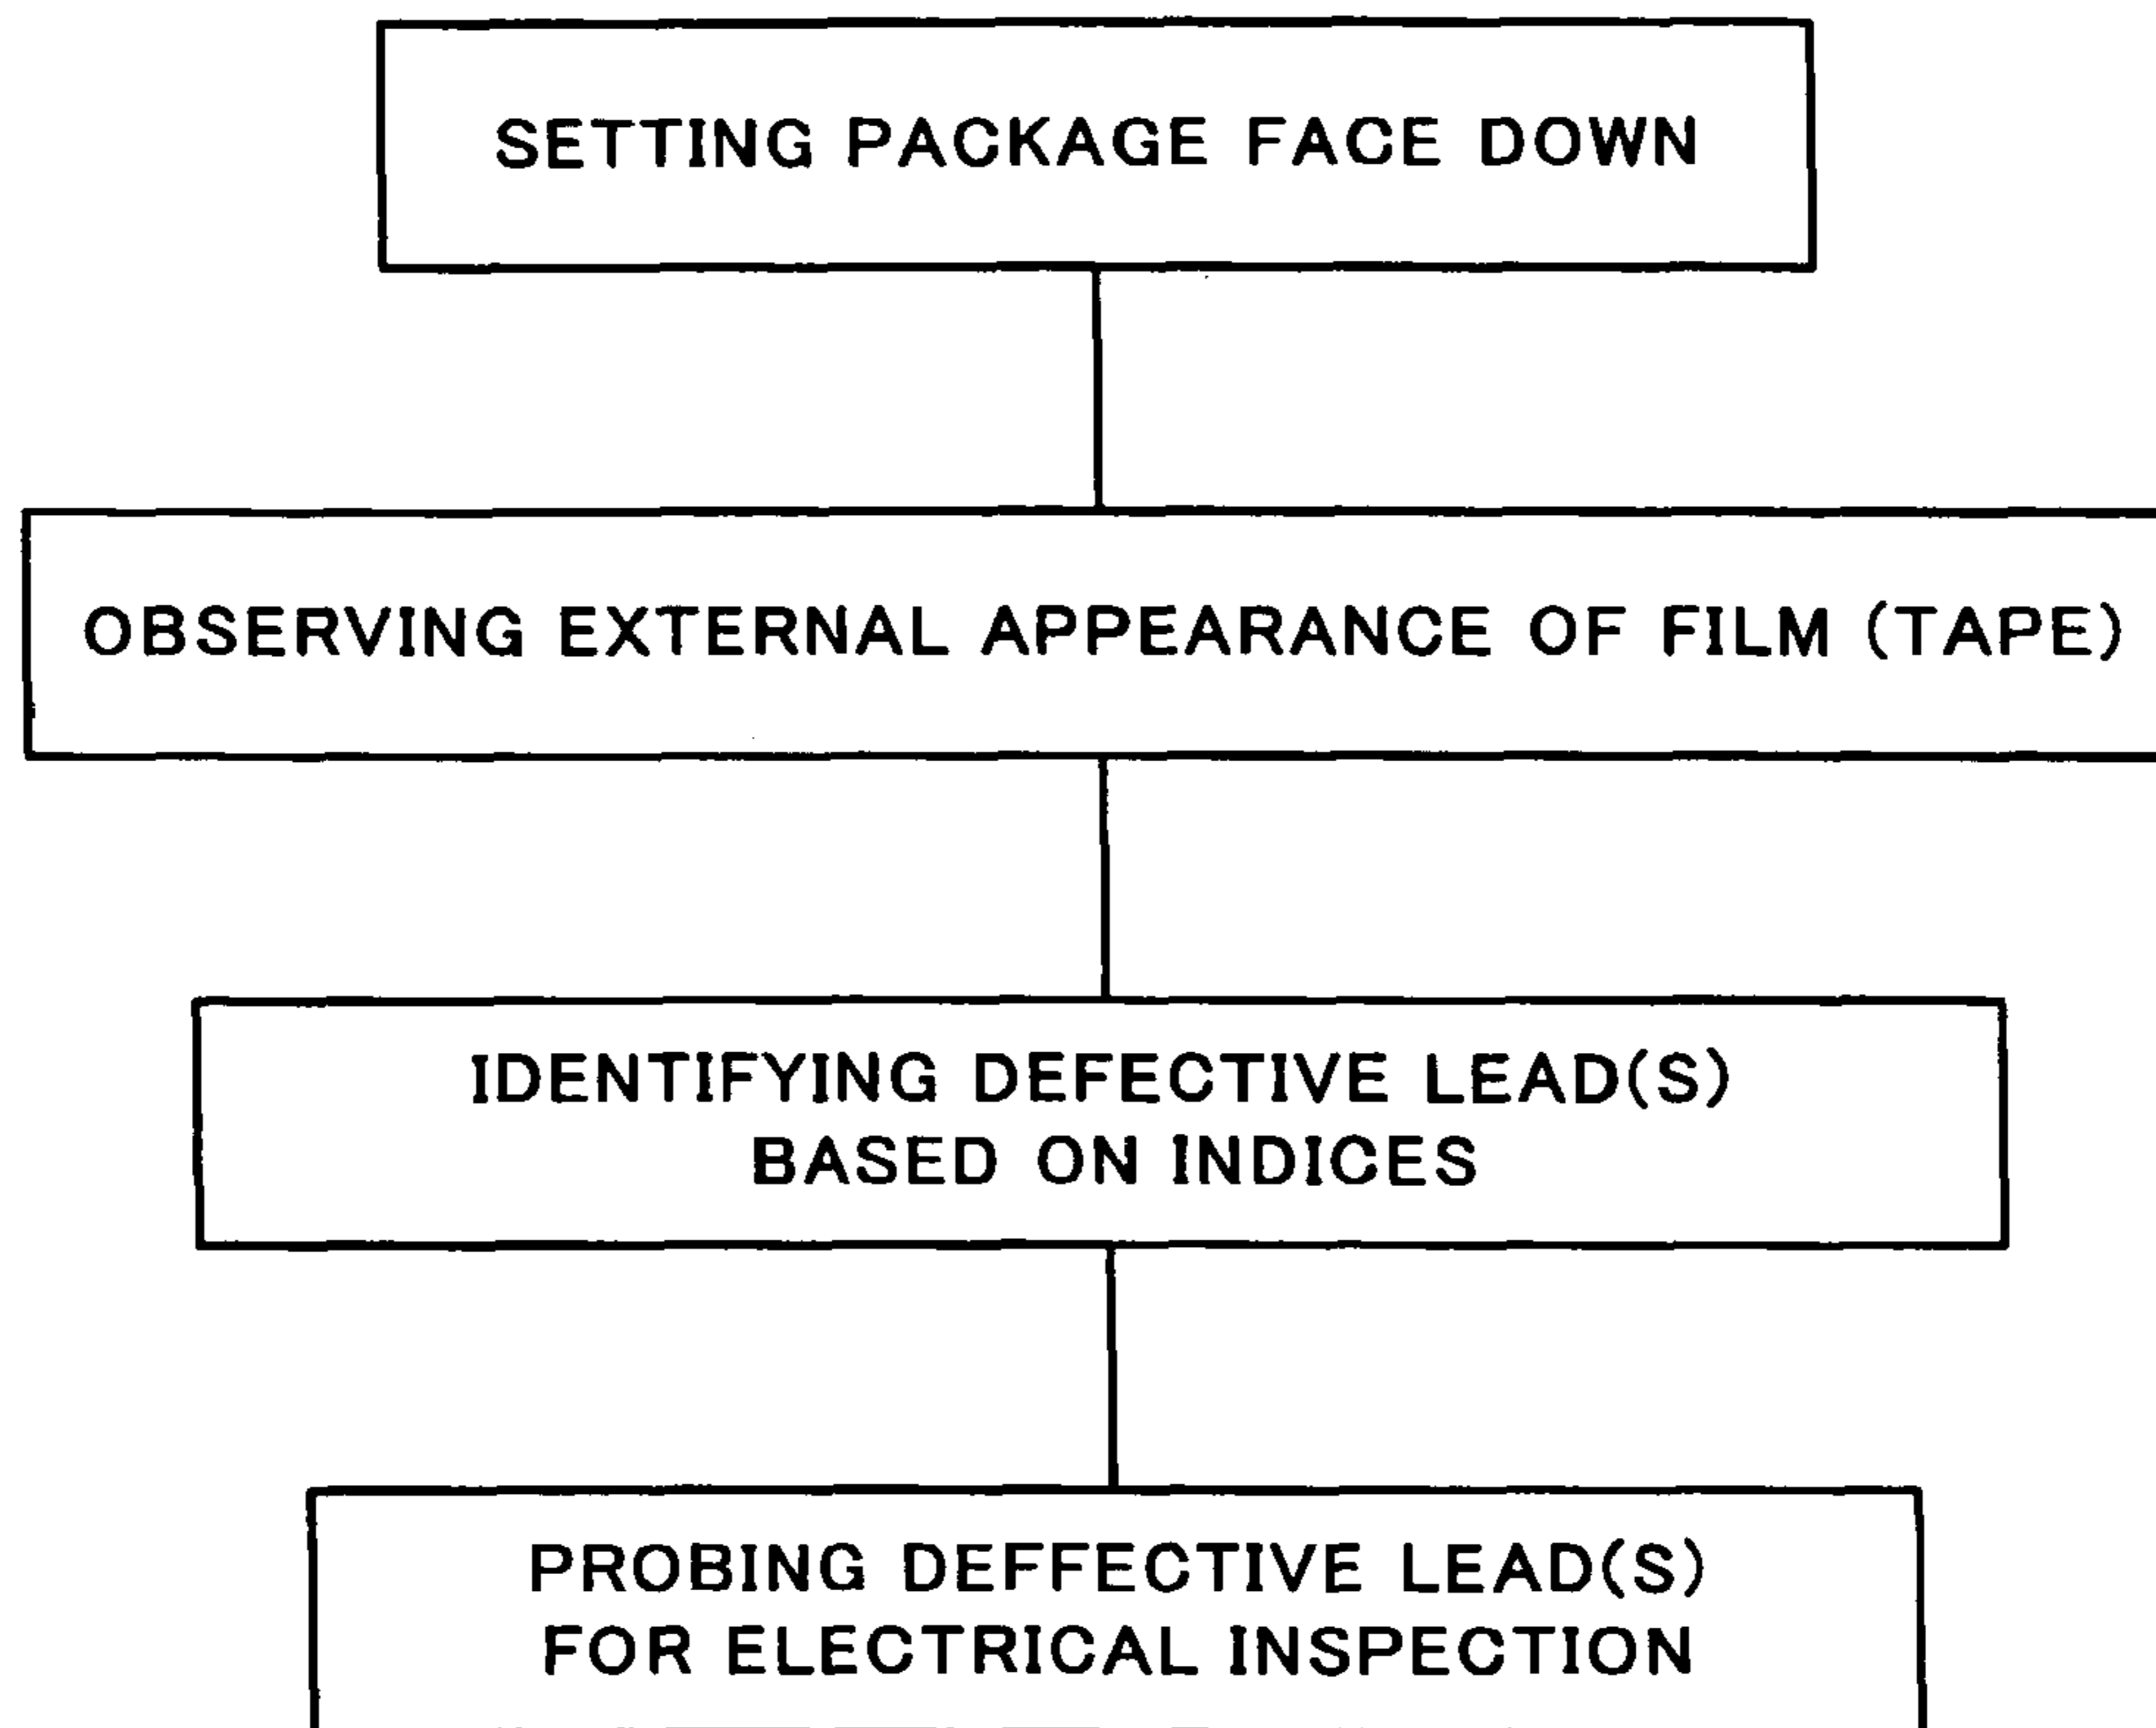 SETTING PACKAGE FACE DOWN
OBSERVING EXTERNAL APPEARANCE OF FILM (TAPE)
IDENTIFYING DEFECTIVE LEAD(S)
BASED ON INDICES
PROBING DEFFECTIVE LEAD(S)
FOR ELECTRICAL INSPECTION